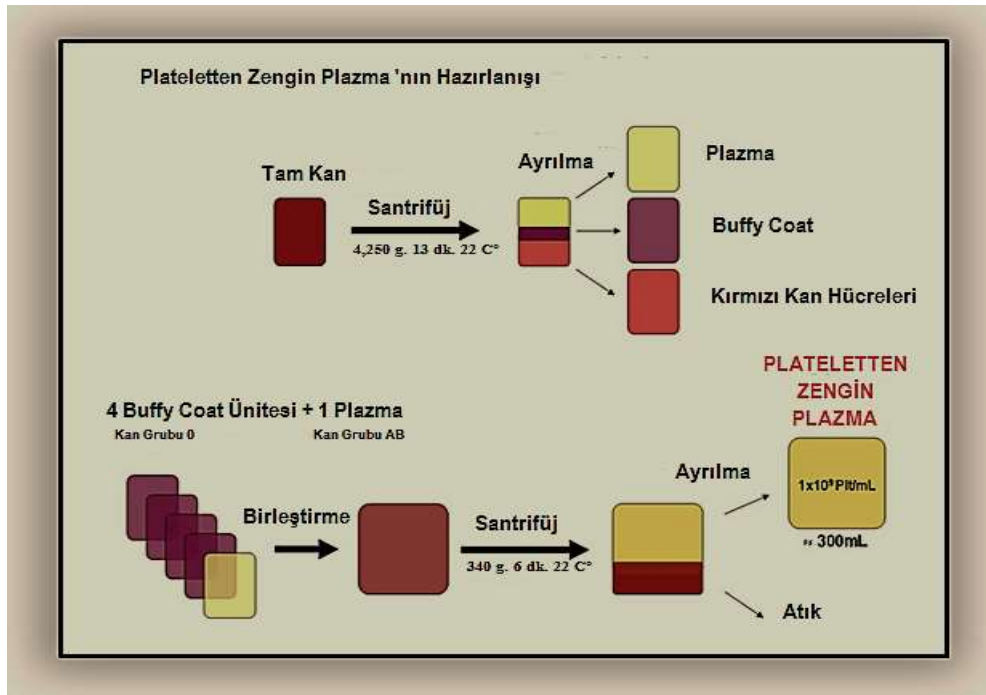 Plateletten Zengin Plazma 'nın Hazırlanışı
Tam Kan
Santrifüj
4,250 g. 13 dk. 22 C°
Ayrılma
Plazma
Buffy Coat
Kırmızı Kan Hücreleri
4 Buffy Coat Ünitesi + 1 Plazma
Kan Grubu 0 Kan Grubu AB
Birleştirme
Santrifüj
340 g. 6 dk. 22 C°
Ayrılma
PLATELETTEN
ZENGİN
PLAZMA
1x10⁹ Plt/mL
≈ 300mL
Atık